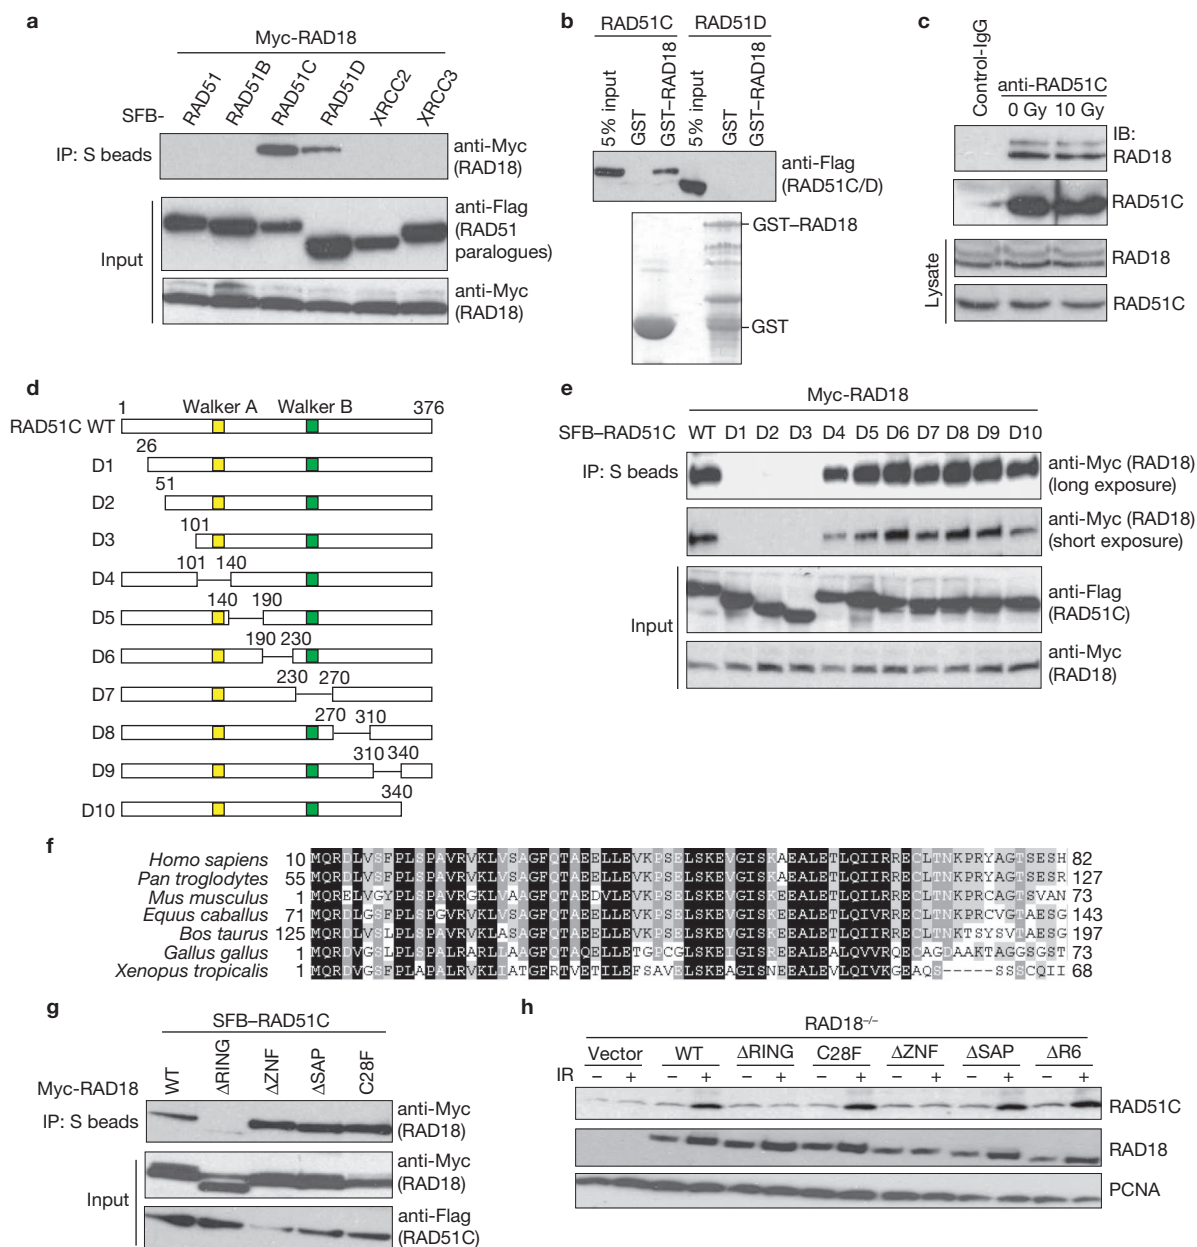 a
Myc-RAD18
SFB-
RAD51
RAD51B
RAD51C
RAD51D
XRCC2
XRCC3
IP: S beads
anti-Myc
(RAD18)
Input
anti-Flag
(RAD51
paralogues)
anti-Myc
(RAD18)
b
RAD51C RAD51D
5% input
GST
GST–RAD18
5% input
GST
GST–RAD18
anti-Flag
(RAD51C/D)
GST–RAD18
GST
c
Control-IgG
anti-RAD51C
0 Gy 10 Gy
IB:
RAD18
RAD51C
Lysate
RAD18
RAD51C
d
1 Walker A Walker B 376
RAD51C WT
26
D1
51
D2
101
D3
101 140
D4
140 190
D5
190 230
D6
230 270
D7
270 310
D8
310 340
D9
340
D10
e
Myc-RAD18
SFB–RAD51C WT D1 D2 D3 D4 D5 D6 D7 D8 D9 D10
IP: S beads
anti-Myc (RAD18)
(long exposure)
anti-Myc (RAD18)
(short exposure)
Input
anti-Flag
(RAD51C)
anti-Myc
(RAD18)
f
Homo sapiens 10 MQRDLVSFPLSPAVRVKLVSAGFQTAEELLEVKPSELSKEVGISKAEALETLQIIRRECLTNKPRYAGTSESH 82
Pan troglodytes 55 MQRDLVSFPLSPAVRVKLVSAGFQTAEELLEVKPSELSKEVGISKAEALETLQIIRRECLTNKPRYAGTSESR 127
Mus musculus 1 MQRELVGYPLSPAVRGKLVAAGFQTAEDVLEVKPSELSKEVGISKEEALETLQIIRRECLTNKPRCAGTSVAN 73
Equus caballus 71 MQRDLGSFPLSPGVRVKLVSAGFQTAEELLEVKPSELSKEVGISKEEALETLQIVRRECLTNKPRCVGTAESG 143
Bos taurus 125 MQRDLVSLPLSPAVRVKLASAGFQTAEELLEVKPSELSKEVGISKEEALETLQIIRRECLTNKTSYSVTAESG 197
Gallus gallus 1 MQRDVGSLPLSPALRARLIAAGFQTAQELLETGPCGLSKEIGISREEALEALQVVRQECAGDAAKTAGGSGST 73
Xenopus tropicalis 1 MQRDVGSFPLAPALRVKLIATGFRTVETILEFSAVELSKEAGISNEEALEVLQIVKGEAQS-----SSSCQII 68
g
SFB–RAD51C
Myc-RAD18
WT
ΔRING
ΔZNF
ΔSAP
C28F
IP: S beads
anti-Myc
(RAD18)
Input
anti-Myc
(RAD18)
anti-Flag
(RAD51C)
h
RAD18–/–
Vector WT ΔRING C28F ΔZNF ΔSAP ΔR6
IR – + – + – + – + – + – + – +
RAD51C
RAD18
PCNA